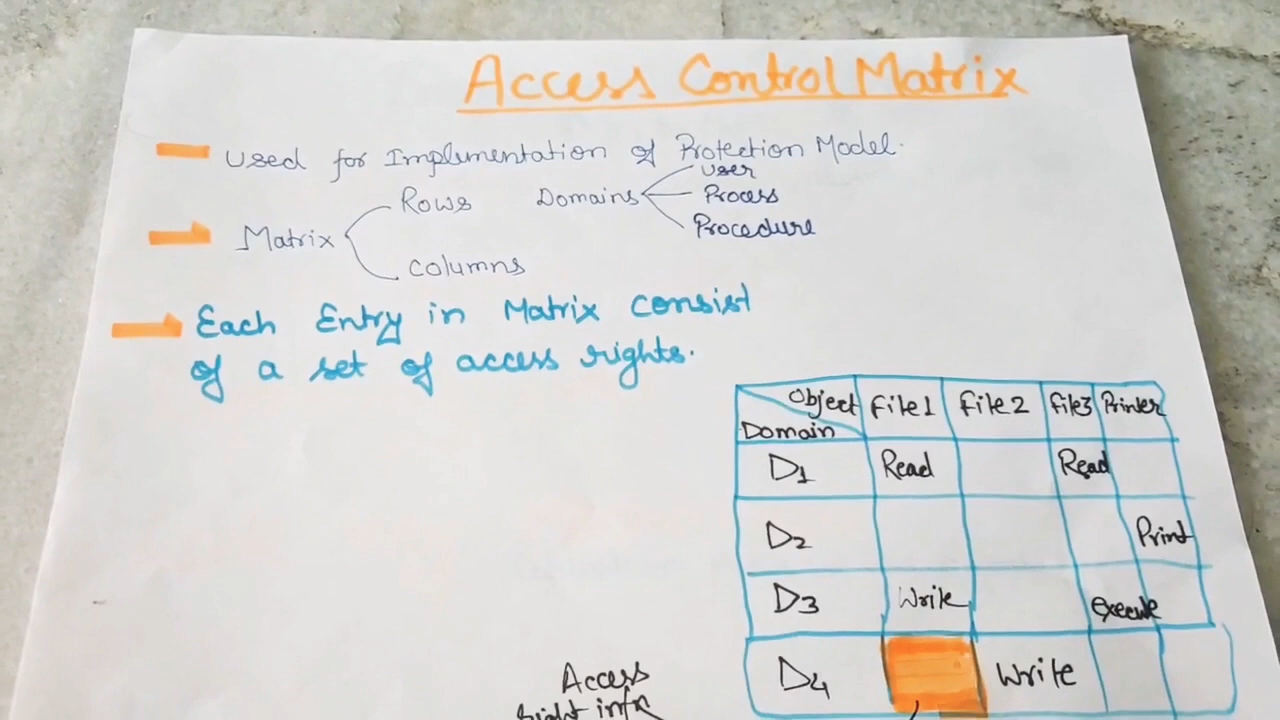 Access Control Matrix
Used for Implementation of Protection Model.
Matrix Rows Domains User
Process
Procedure
Columns
Each Entry in Matrix consist
of a set of access rights.
Object File1 File2 File3 Printer
Domain
D1 Read Read
D2 Print
D3 Write execute
D4 Write
Access
right infn